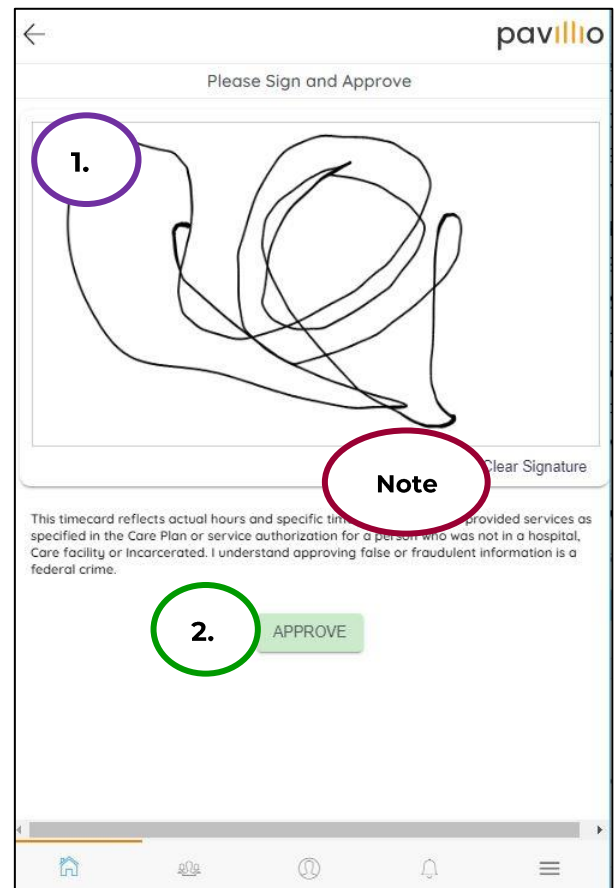 pavillio
Please Sign and Approve
1.
Clear Signature
Note
This timecard reflects actual hours and specific provided services as
specified in the Care Plan or service authorization for a person who was not in a hospital,
Care facility or Incarcerated. I understand approving false or fraudulent information is a
federal crime.
2.
APPROVE